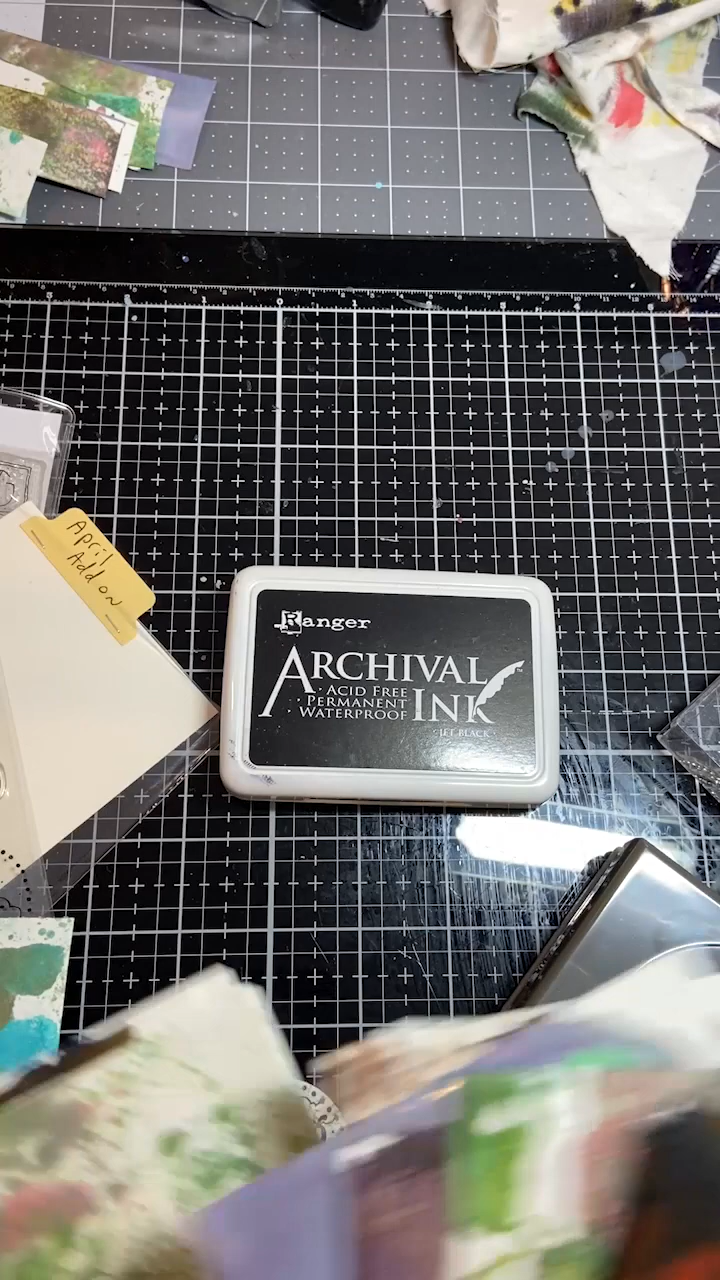 April
Add on
Ranger
ARCHIVAL
INK
ACID FREE
PERMANENT
WATERPROOF
JET BLACK